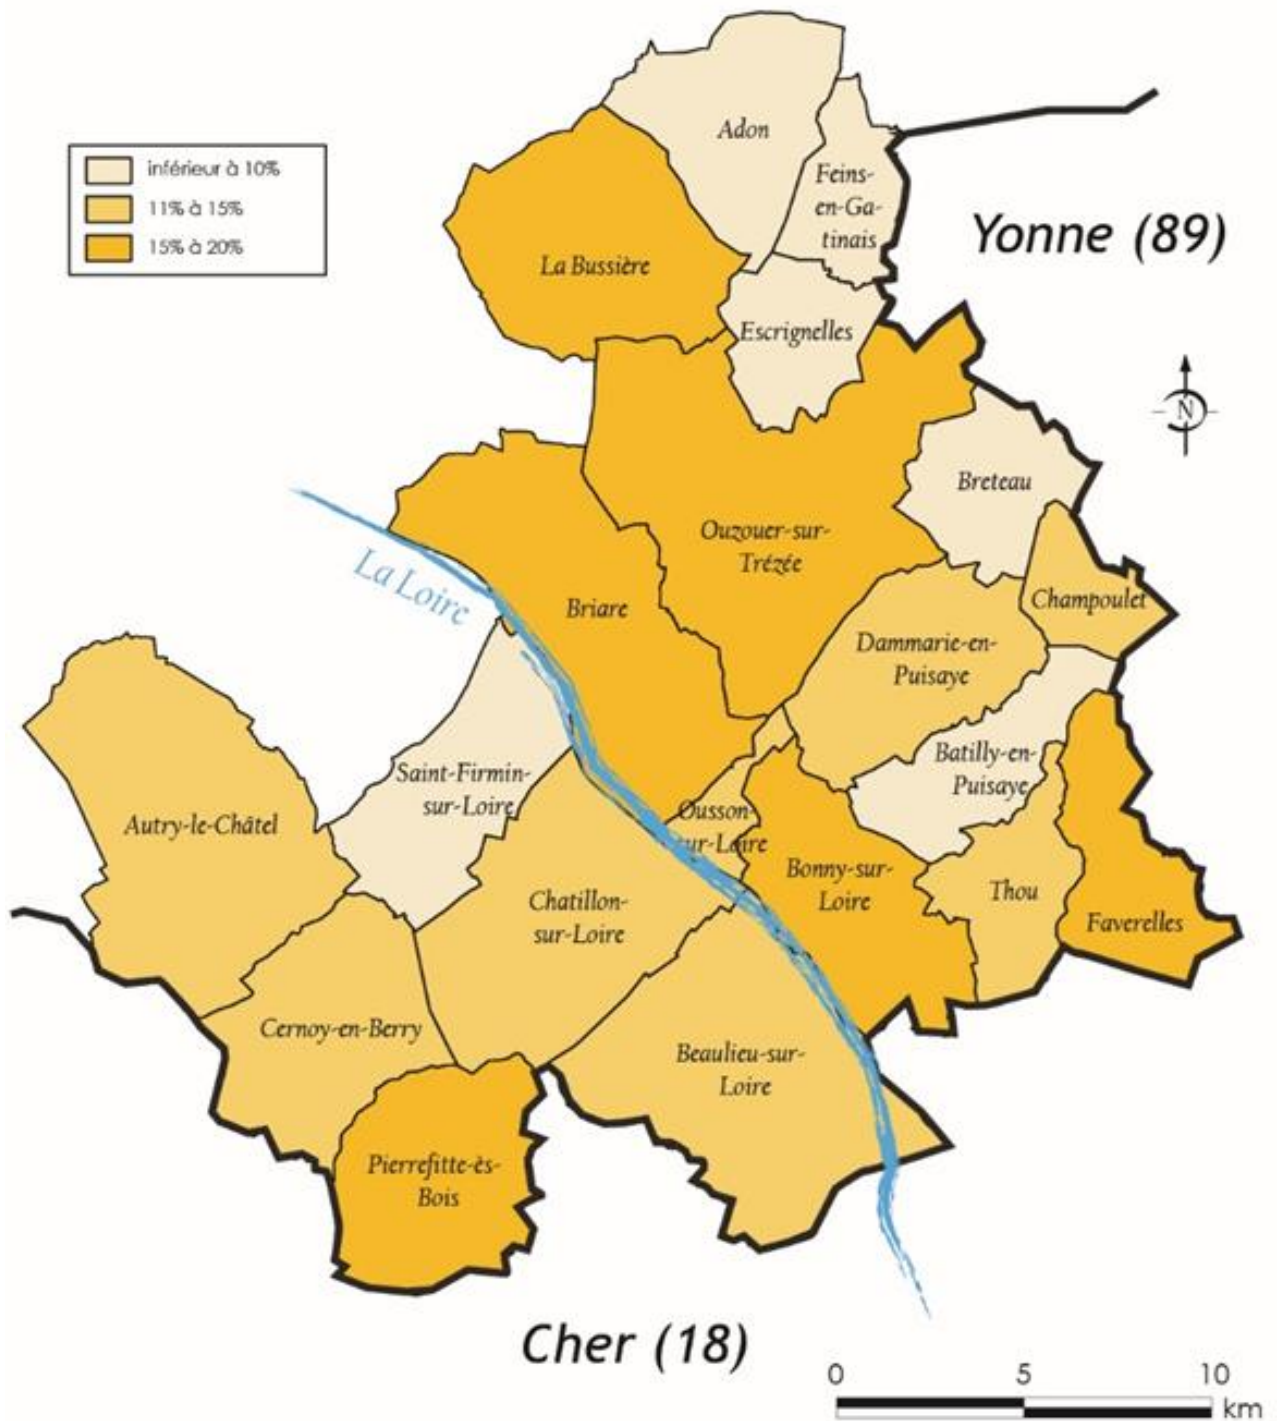 Adon
inférieur à 10%
11% à 15%
15% à 20%
Feins-
en-Ga-
tinais
Yonne (89)
La Bussière
Escrignelles
N
Breteau
Ouzouer-sur-
Trézée
La Loire
Briare
Champoulet
Dammarie-en-
Puisaye
Batilly-en-
Puisaye
Saint-Firmin-
sur-Loire
Ousson-
sur-Loire
Autry-le-Châtel
Bonny-sur-
Loire
Thou
Chatillon-
sur-Loire
Faverelles
Cernoy-en-Berry
Beaulieu-sur-
Loire
Pierrefitte-ès-
Bois
Cher (18)
0 5 10
km